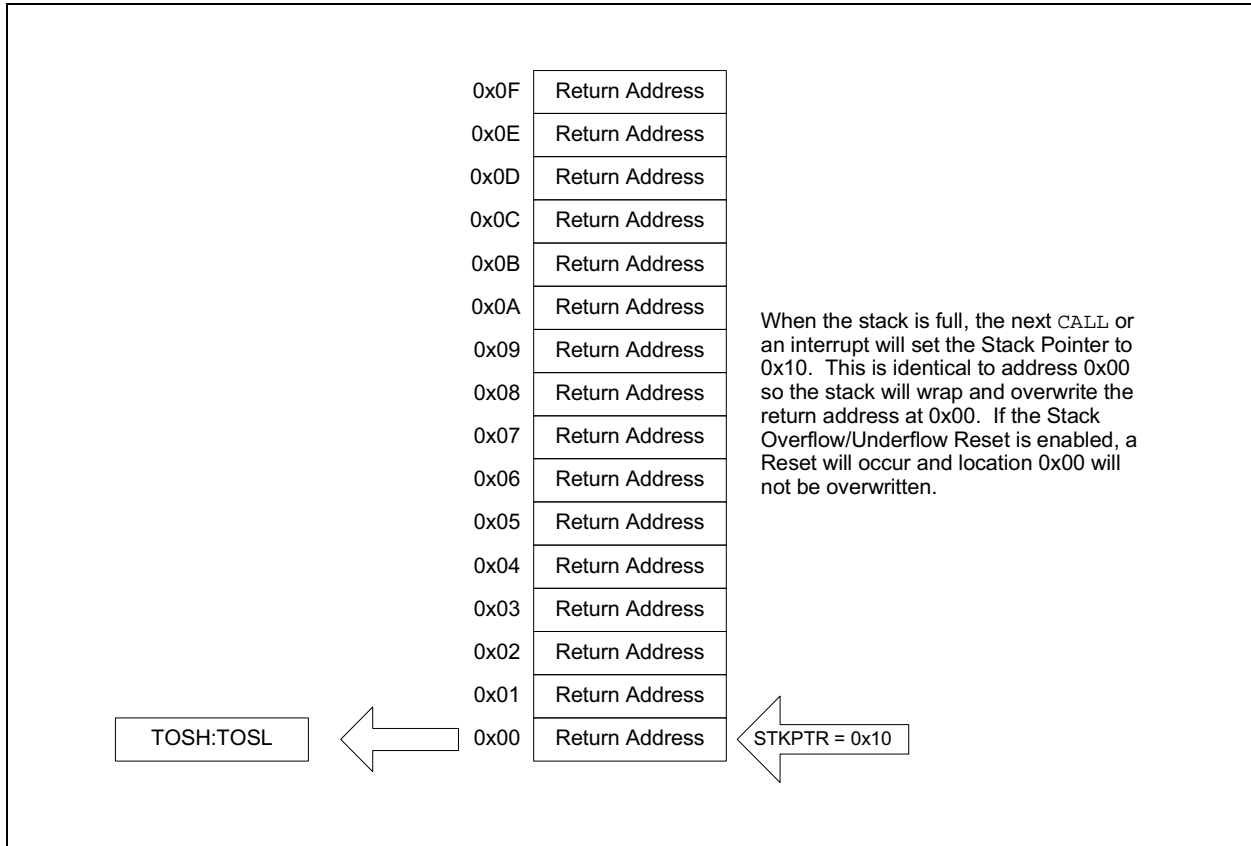 0x0F Return Address
0x0E Return Address
0x0D Return Address
0x0C Return Address
0x0B Return Address
0x0A Return Address
0x09 Return Address
0x08 Return Address
0x07 Return Address
0x06 Return Address
0x05 Return Address
0x04 Return Address
0x03 Return Address
0x02 Return Address
0x01 Return Address
TOSH:TOSL 0x00 Return Address STKPTR = 0x10
When the stack is full, the next CALL or
an interrupt will set the Stack Pointer to
0x10. This is identical to address 0x00
so the stack will wrap and overwrite the
return address at 0x00. If the Stack
Overflow/Underflow Reset is enabled, a
Reset will occur and location 0x00 will
not be overwritten.